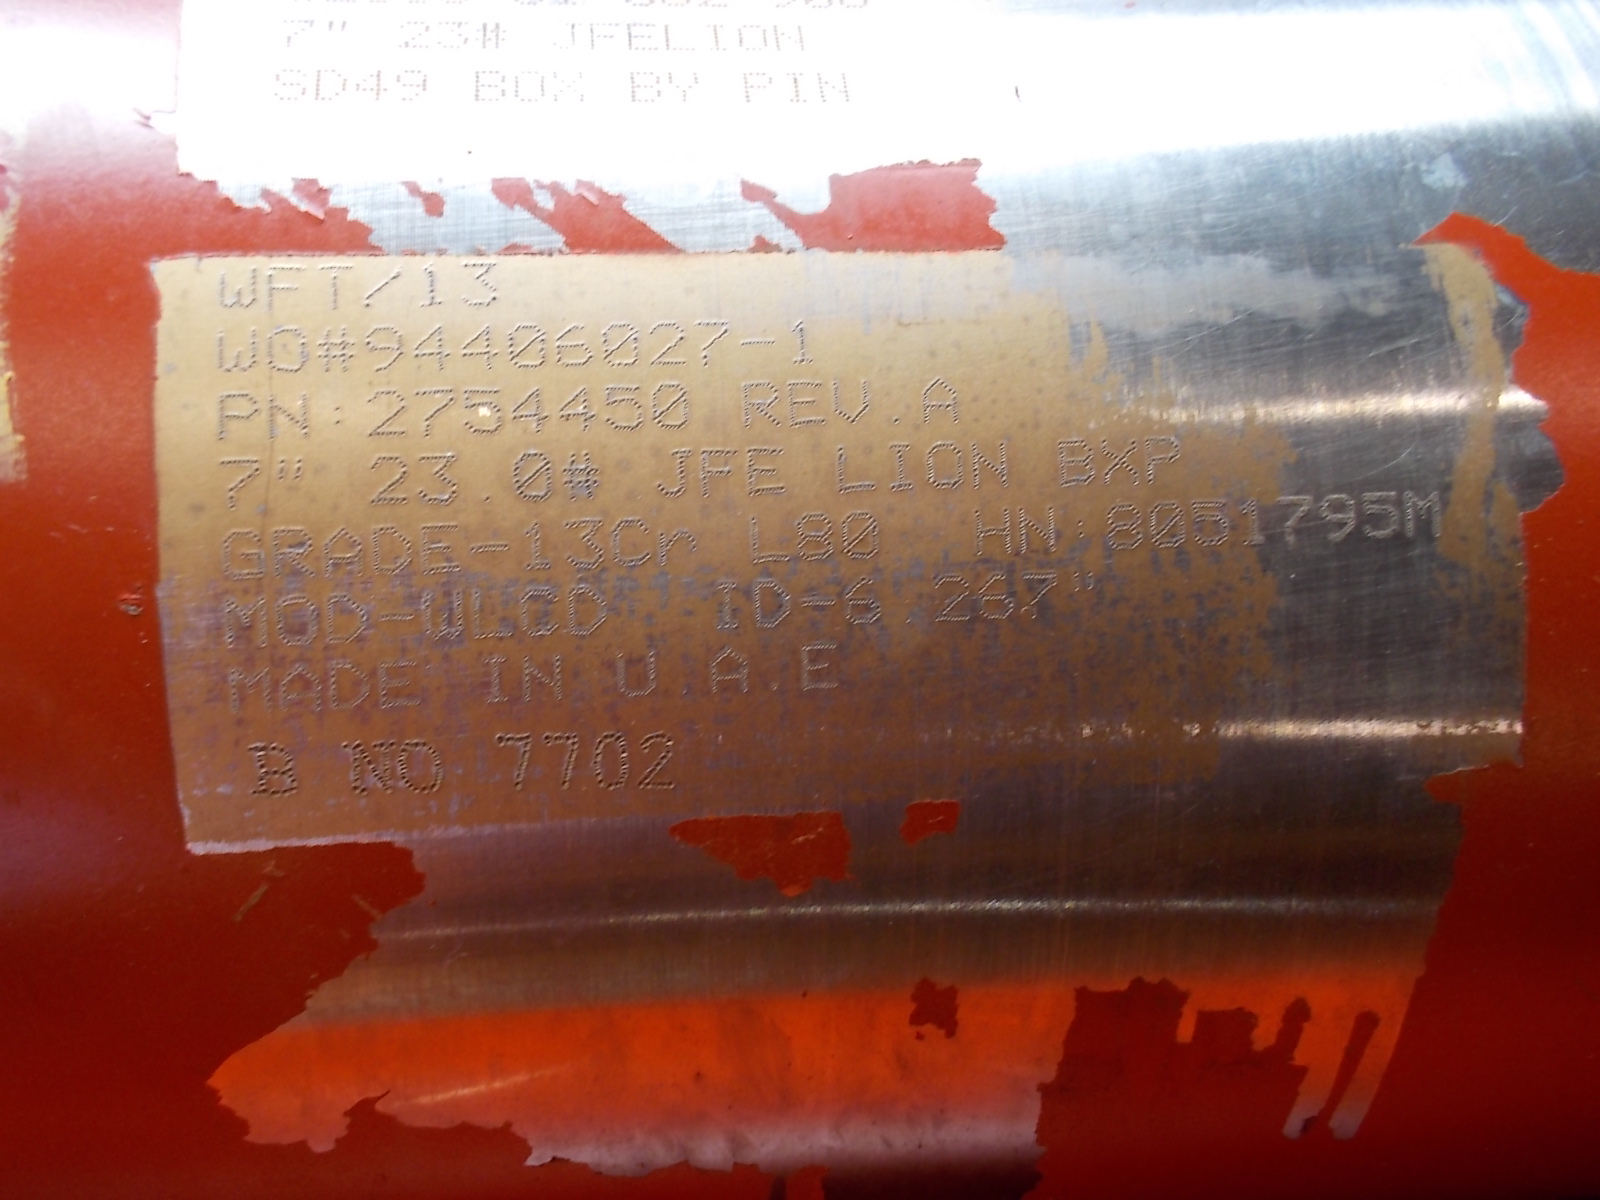 7" 23# JFELION
SD49 BOX BY PIN
WFT/13
WO#94406027-1
PN:2754450 REV.A
7" 23.0# JFE LION BXP
GRADE-13Cr L80 HN:8051795M
MOD-WLCD ID-6.267"
MADE IN U.A.E
B NO 7702